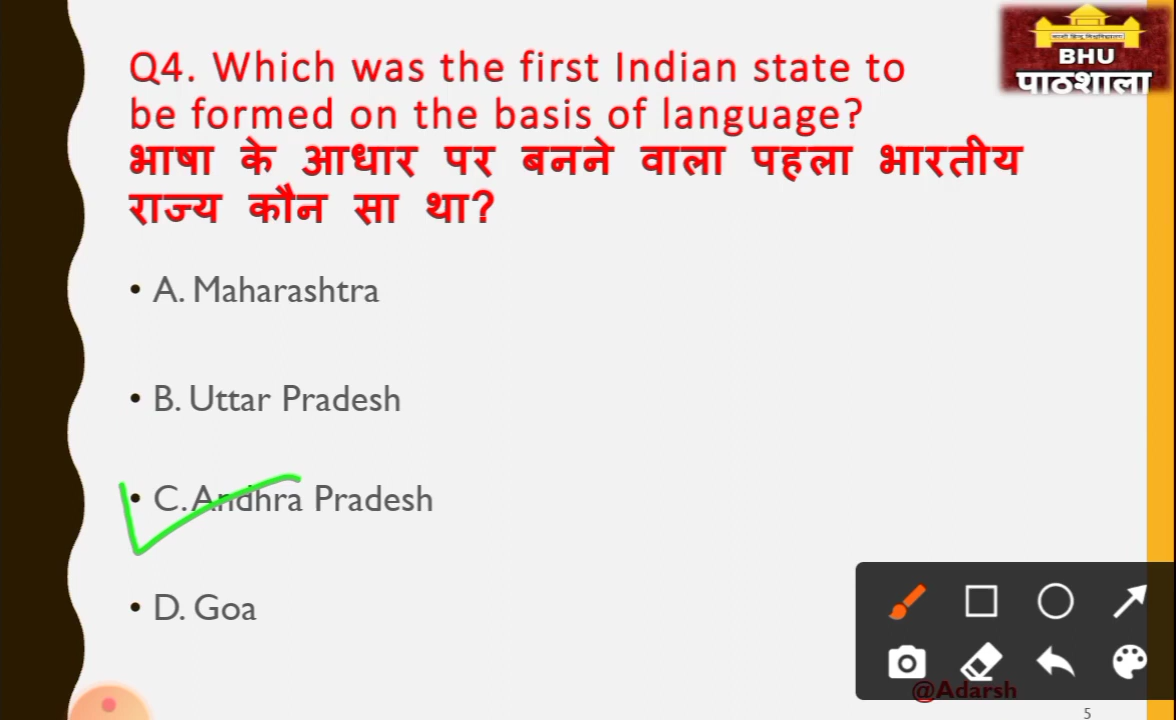 BHU
पाठशाला
Q4. Which was the first Indian state to
be formed on the basis of language?
भाषा के आधार पर बनने वाला पहला भारतीय
राज्य कौन सा था?
• A. Maharashtra
• B. Uttar Pradesh
• C. Andhra Pradesh
• D. Goa
@Adarsh
5